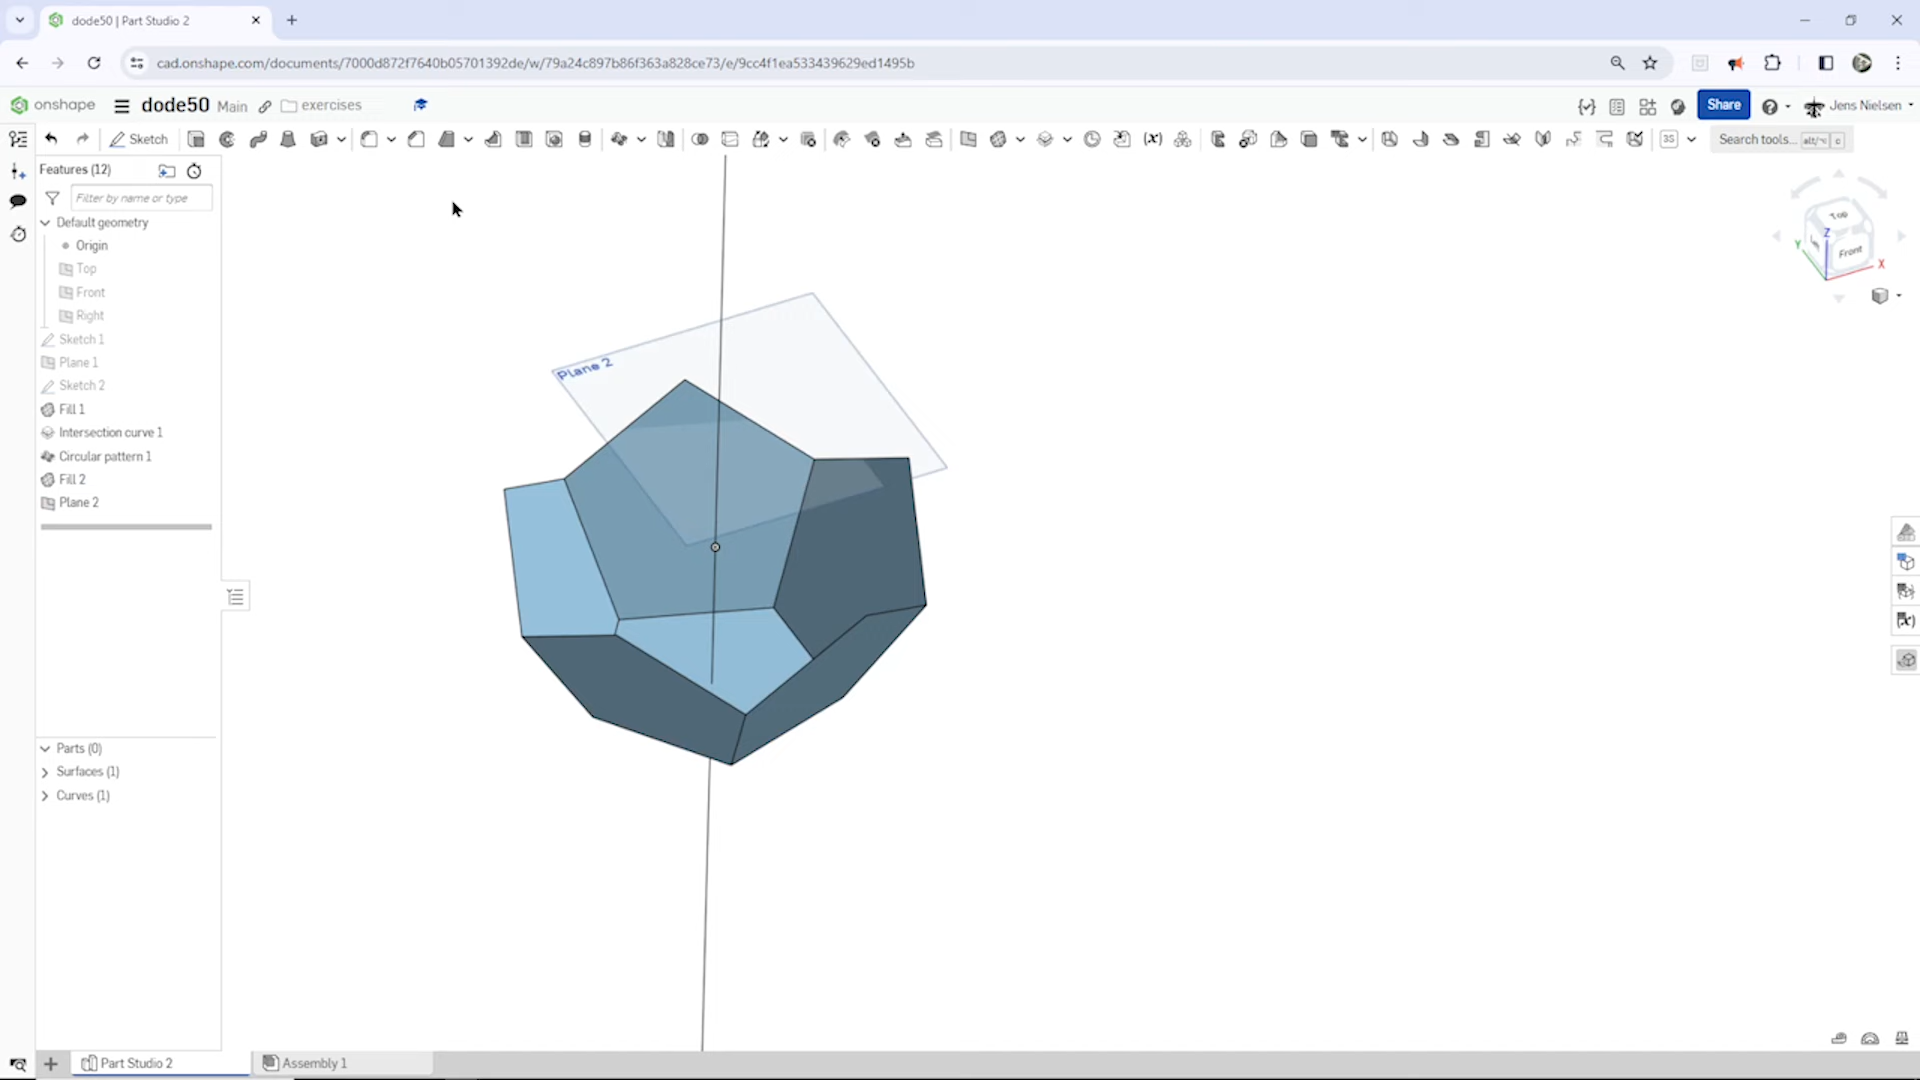 dode50 | Part Studio 2
cad.onshape.com/documents/7000d872f7640b05701392de/w/79a24c897b86f363a828ce73/e/9cc4f1ea533439629ed1495b
onshape dode50 Main exercises Share Jens Nielsen
Sketch Search tools... alt/⌥ c
Features (12)
Filter by name or type
Default geometry
Origin
Top
Front
Right
Sketch 1
Plane 1
Sketch 2
Fill 1
Intersection curve 1
Circular pattern 1
Fill 2
Plane 2
Parts (0)
Surfaces (1)
Curves (1)
Plane 2
Top
Z
Y
Front
X
Part Studio 2 Assembly 1